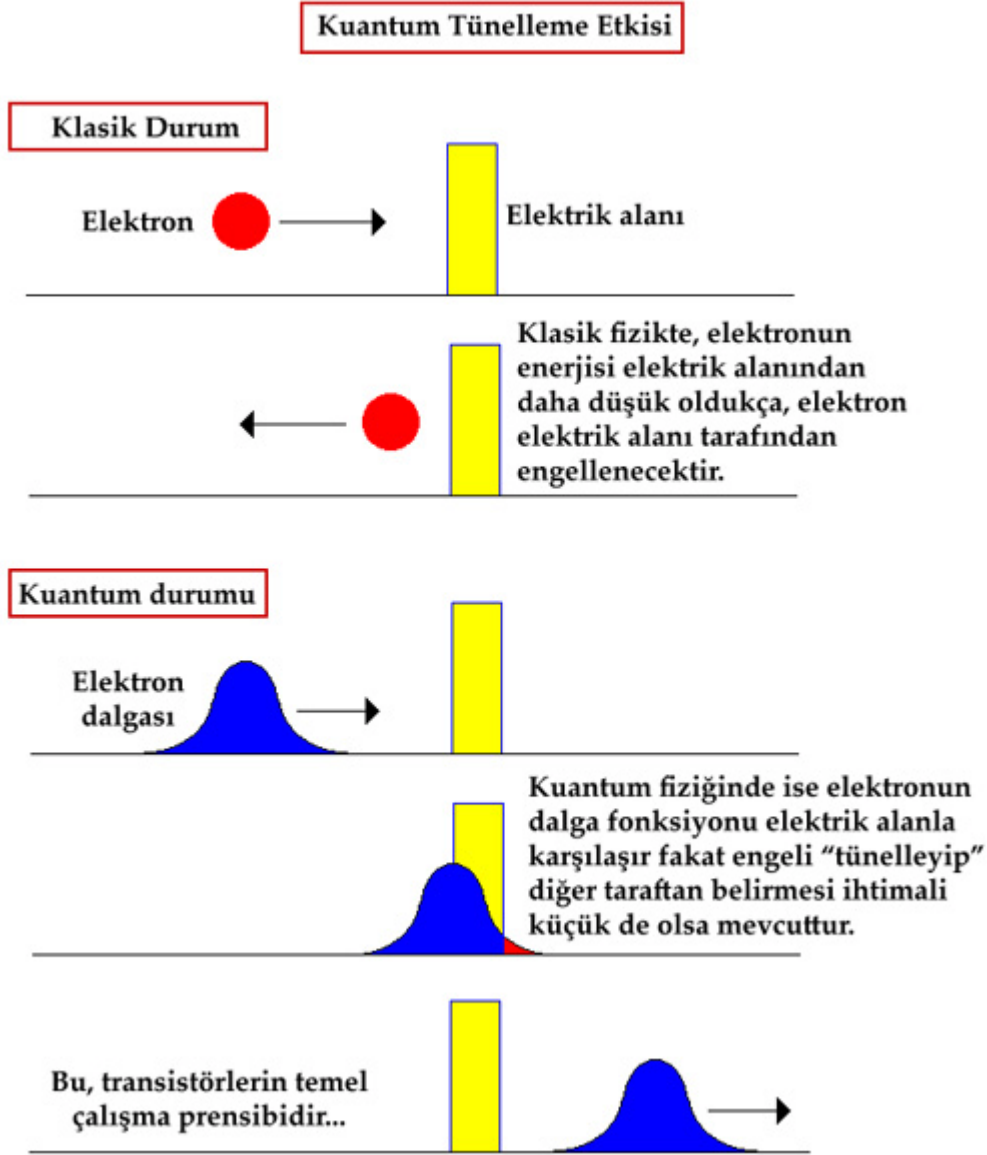 Kuantum Tünelleme Etkisi
Klasik Durum
Elektron
Elektrik alanı
Klasik fizikte, elektronun
enerjisi elektrik alanından
daha düşük oldukça, elektron
elektrik alanı tarafından
engellenecektir.
Kuantum durumu
Elektron
dalgası
Kuantum fiziğinde ise elektronun
dalga fonksiyonu elektrik alanla
karşılaşır fakat engeli “tünelleyip”
diğer taraftan belirmesi ihtimali
küçük de olsa mevcuttur.
Bu, transistörlerin temel
çalışma prensibidir...